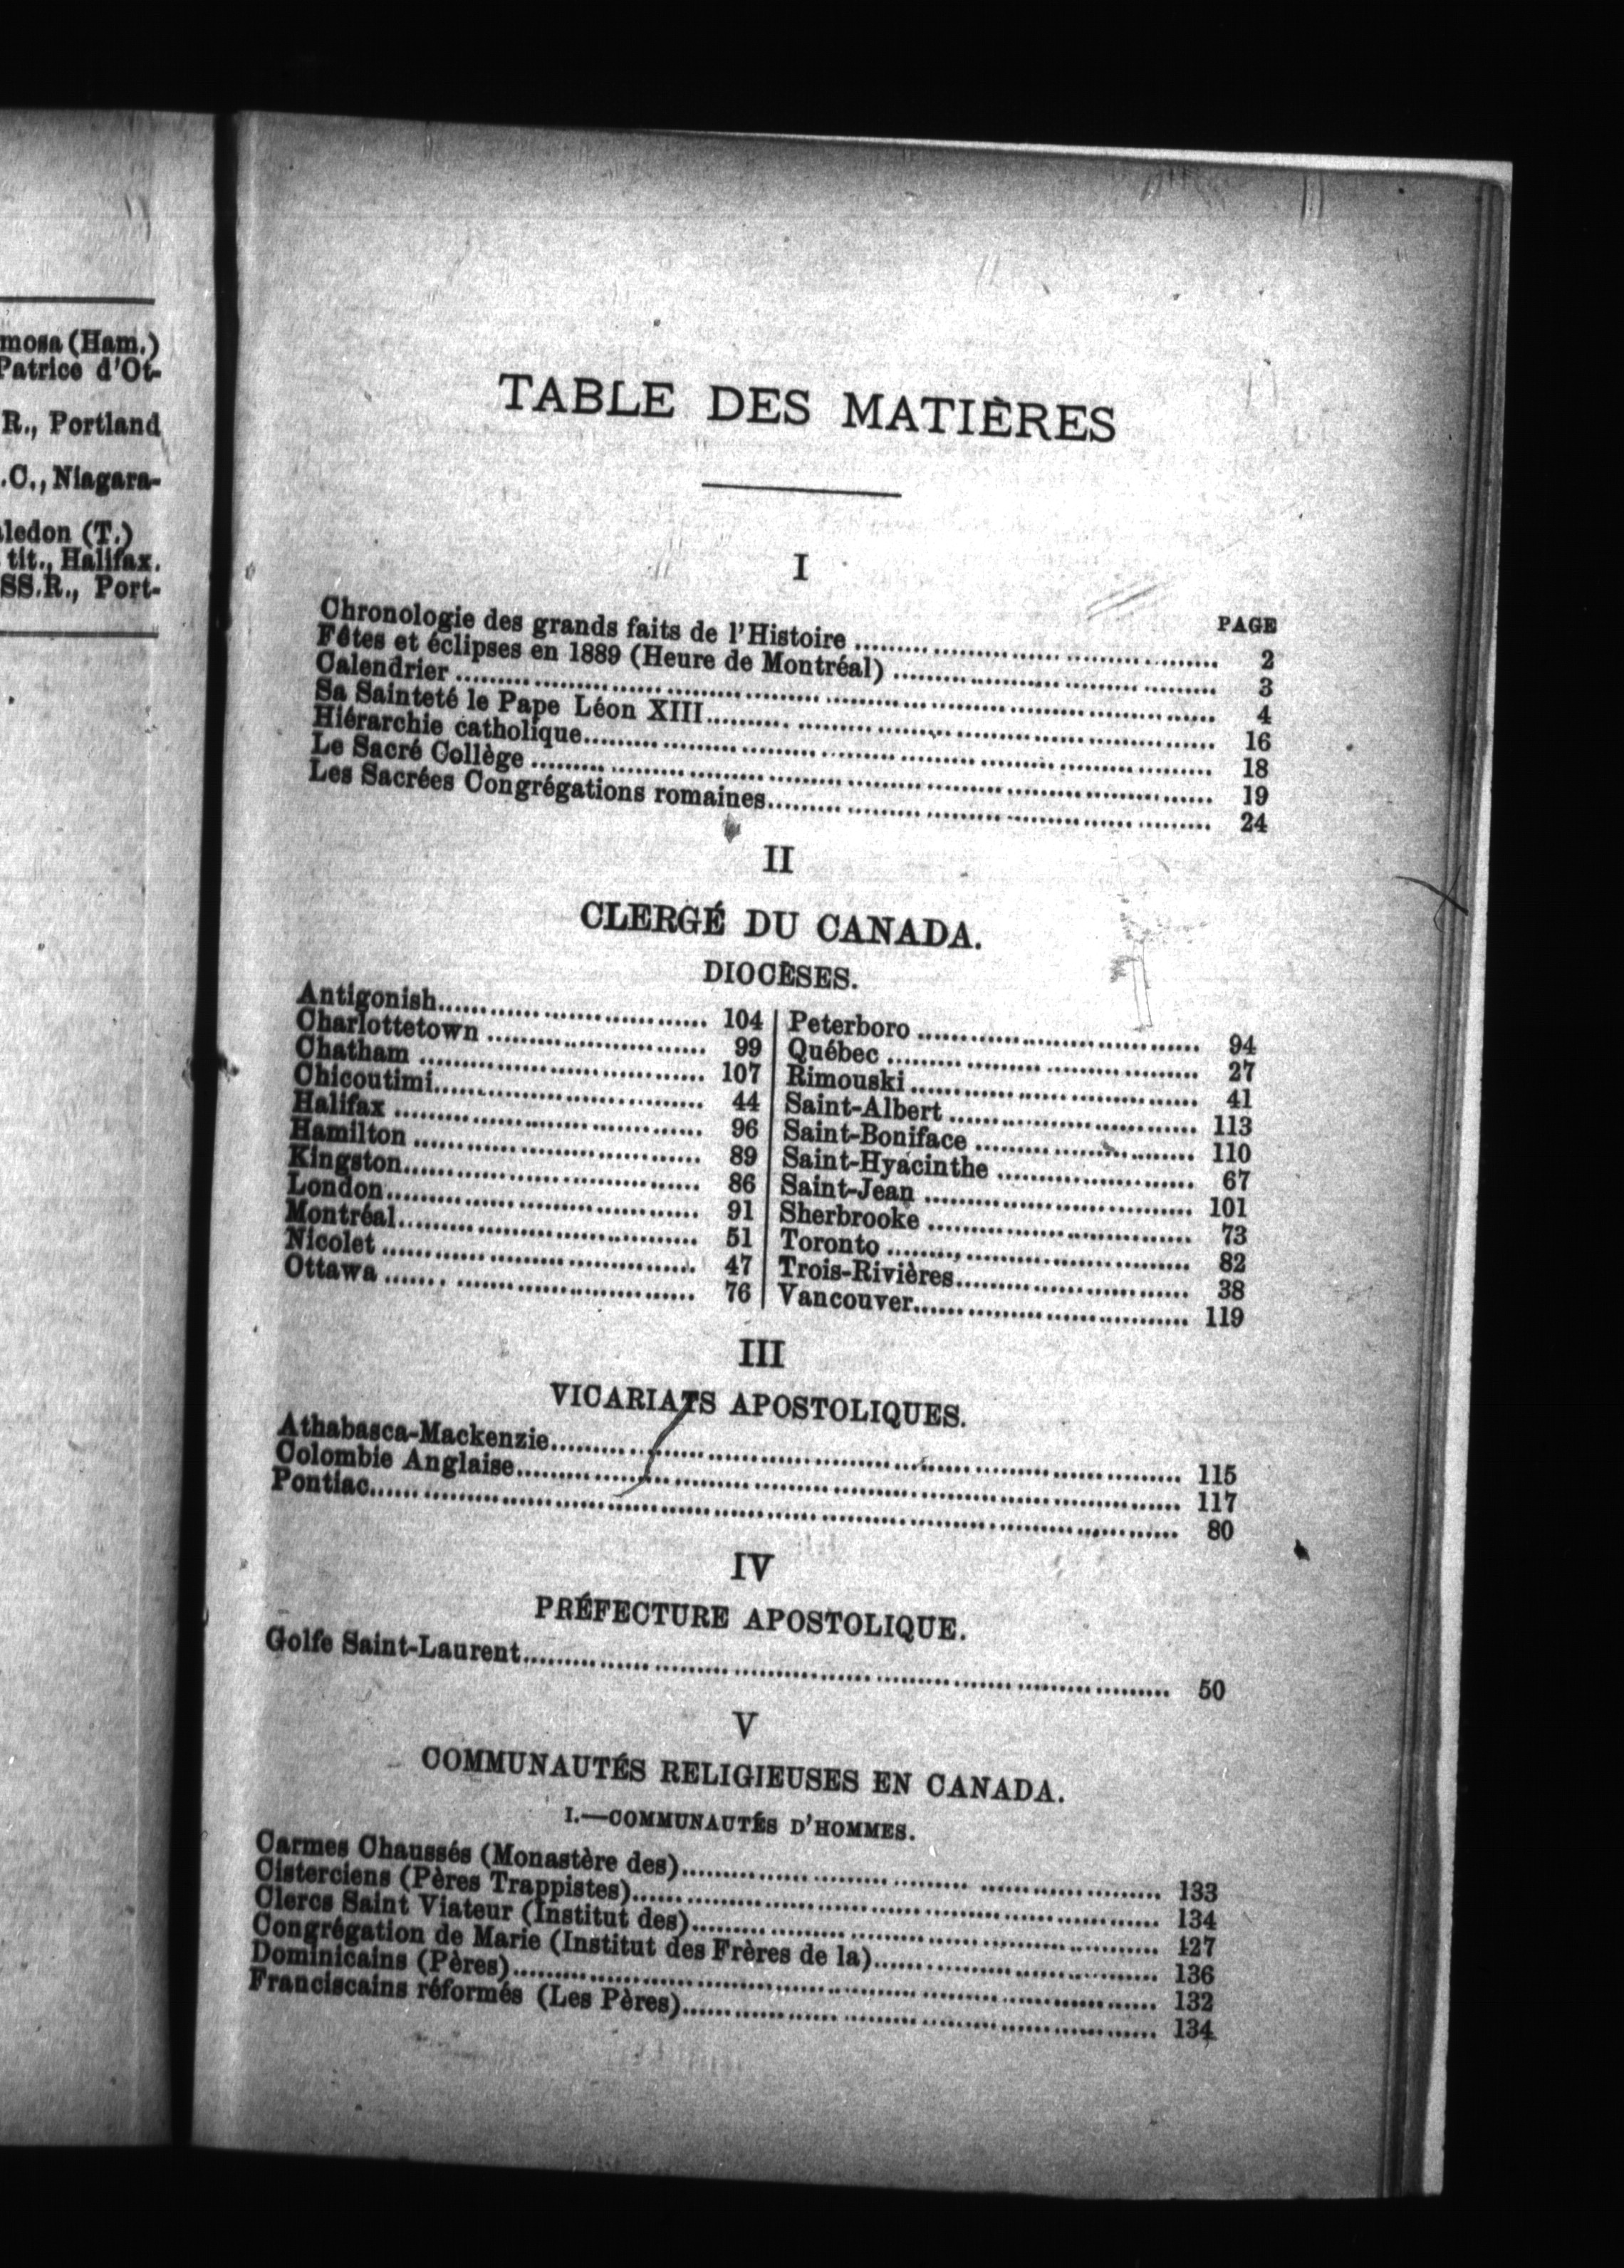 mosa (Ham.)
Patrice d'Ot-
R., Portland
.C., Niagara-
ledon (T.)
tit., Halifax.
SS.R., Port-
TABLE DES MATIÈRES
I
PAGE
Chronologie des grands faits de l'Histoire ........ 2
Fêtes et éclipses en 1889 (Heure de Montréal) ........ 3
Calendrier ........ 4
Sa Sainteté le Pape Léon XIII ........ 16
Hiérarchie catholique ........ 18
Le Sacré Collège ........ 19
Les Sacrées Congrégations romaines ........ 24
II
CLERGÉ DU CANADA.
DIOCÈSES.
Antigonish ........ 104
Charlottetown ........ 99
Chatham ........ 107
Chicoutimi ........ 44
Halifax ........ 96
Hamilton ........ 89
Kingston ........ 86
London ........ 91
Montréal ........ 51
Nicolet ........ 47
Ottawa ........ 76
Peterboro ........ 94
Québec ........ 27
Rimouski ........ 41
Saint-Albert ........ 113
Saint-Boniface ........ 110
Saint-Hyacinthe ........ 67
Saint-Jean ........ 101
Sherbrooke ........ 73
Toronto ........ 82
Trois-Rivières ........ 38
Vancouver ........ 119
III
VICARIATS APOSTOLIQUES.
Athabasca-Mackenzie ........ 115
Colombie Anglaise ........ 117
Pontiac ........ 80
IV
PRÉFECTURE APOSTOLIQUE.
Golfe Saint-Laurent ........ 50
V
COMMUNAUTÉS RELIGIEUSES EN CANADA.
I.—COMMUNAUTÉS D'HOMMES.
Carmes Chaussés (Monastère des) ........ 133
Cisterciens (Pères Trappistes) ........ 134
Clercs Saint Viateur (Institut des) ........ 127
Congrégation de Marie (Institut des Frères de la) ........ 136
Dominicains (Pères) ........ 132
Franciscains réformés (Les Pères) ........ 134